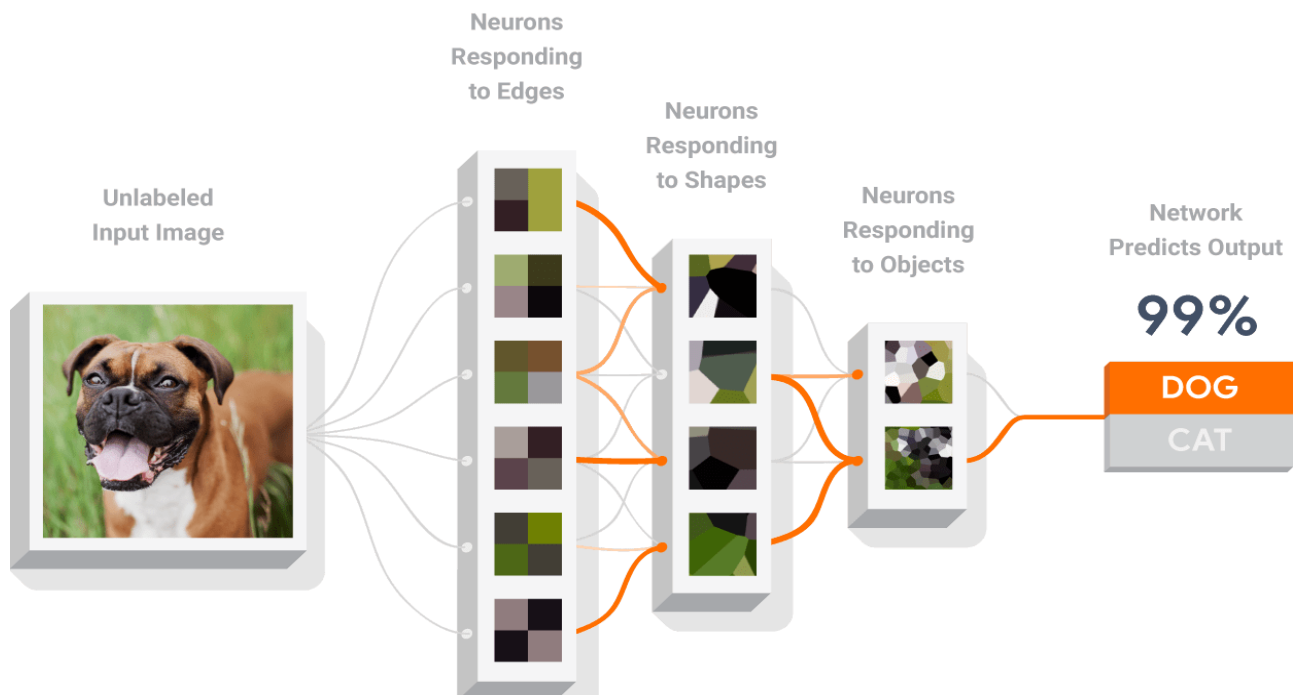 Unlabeled
Input Image
Neurons
Responding
to Edges
Neurons
Responding
to Shapes
Neurons
Responding
to Objects
Network
Predicts Output
99%
DOG
CAT